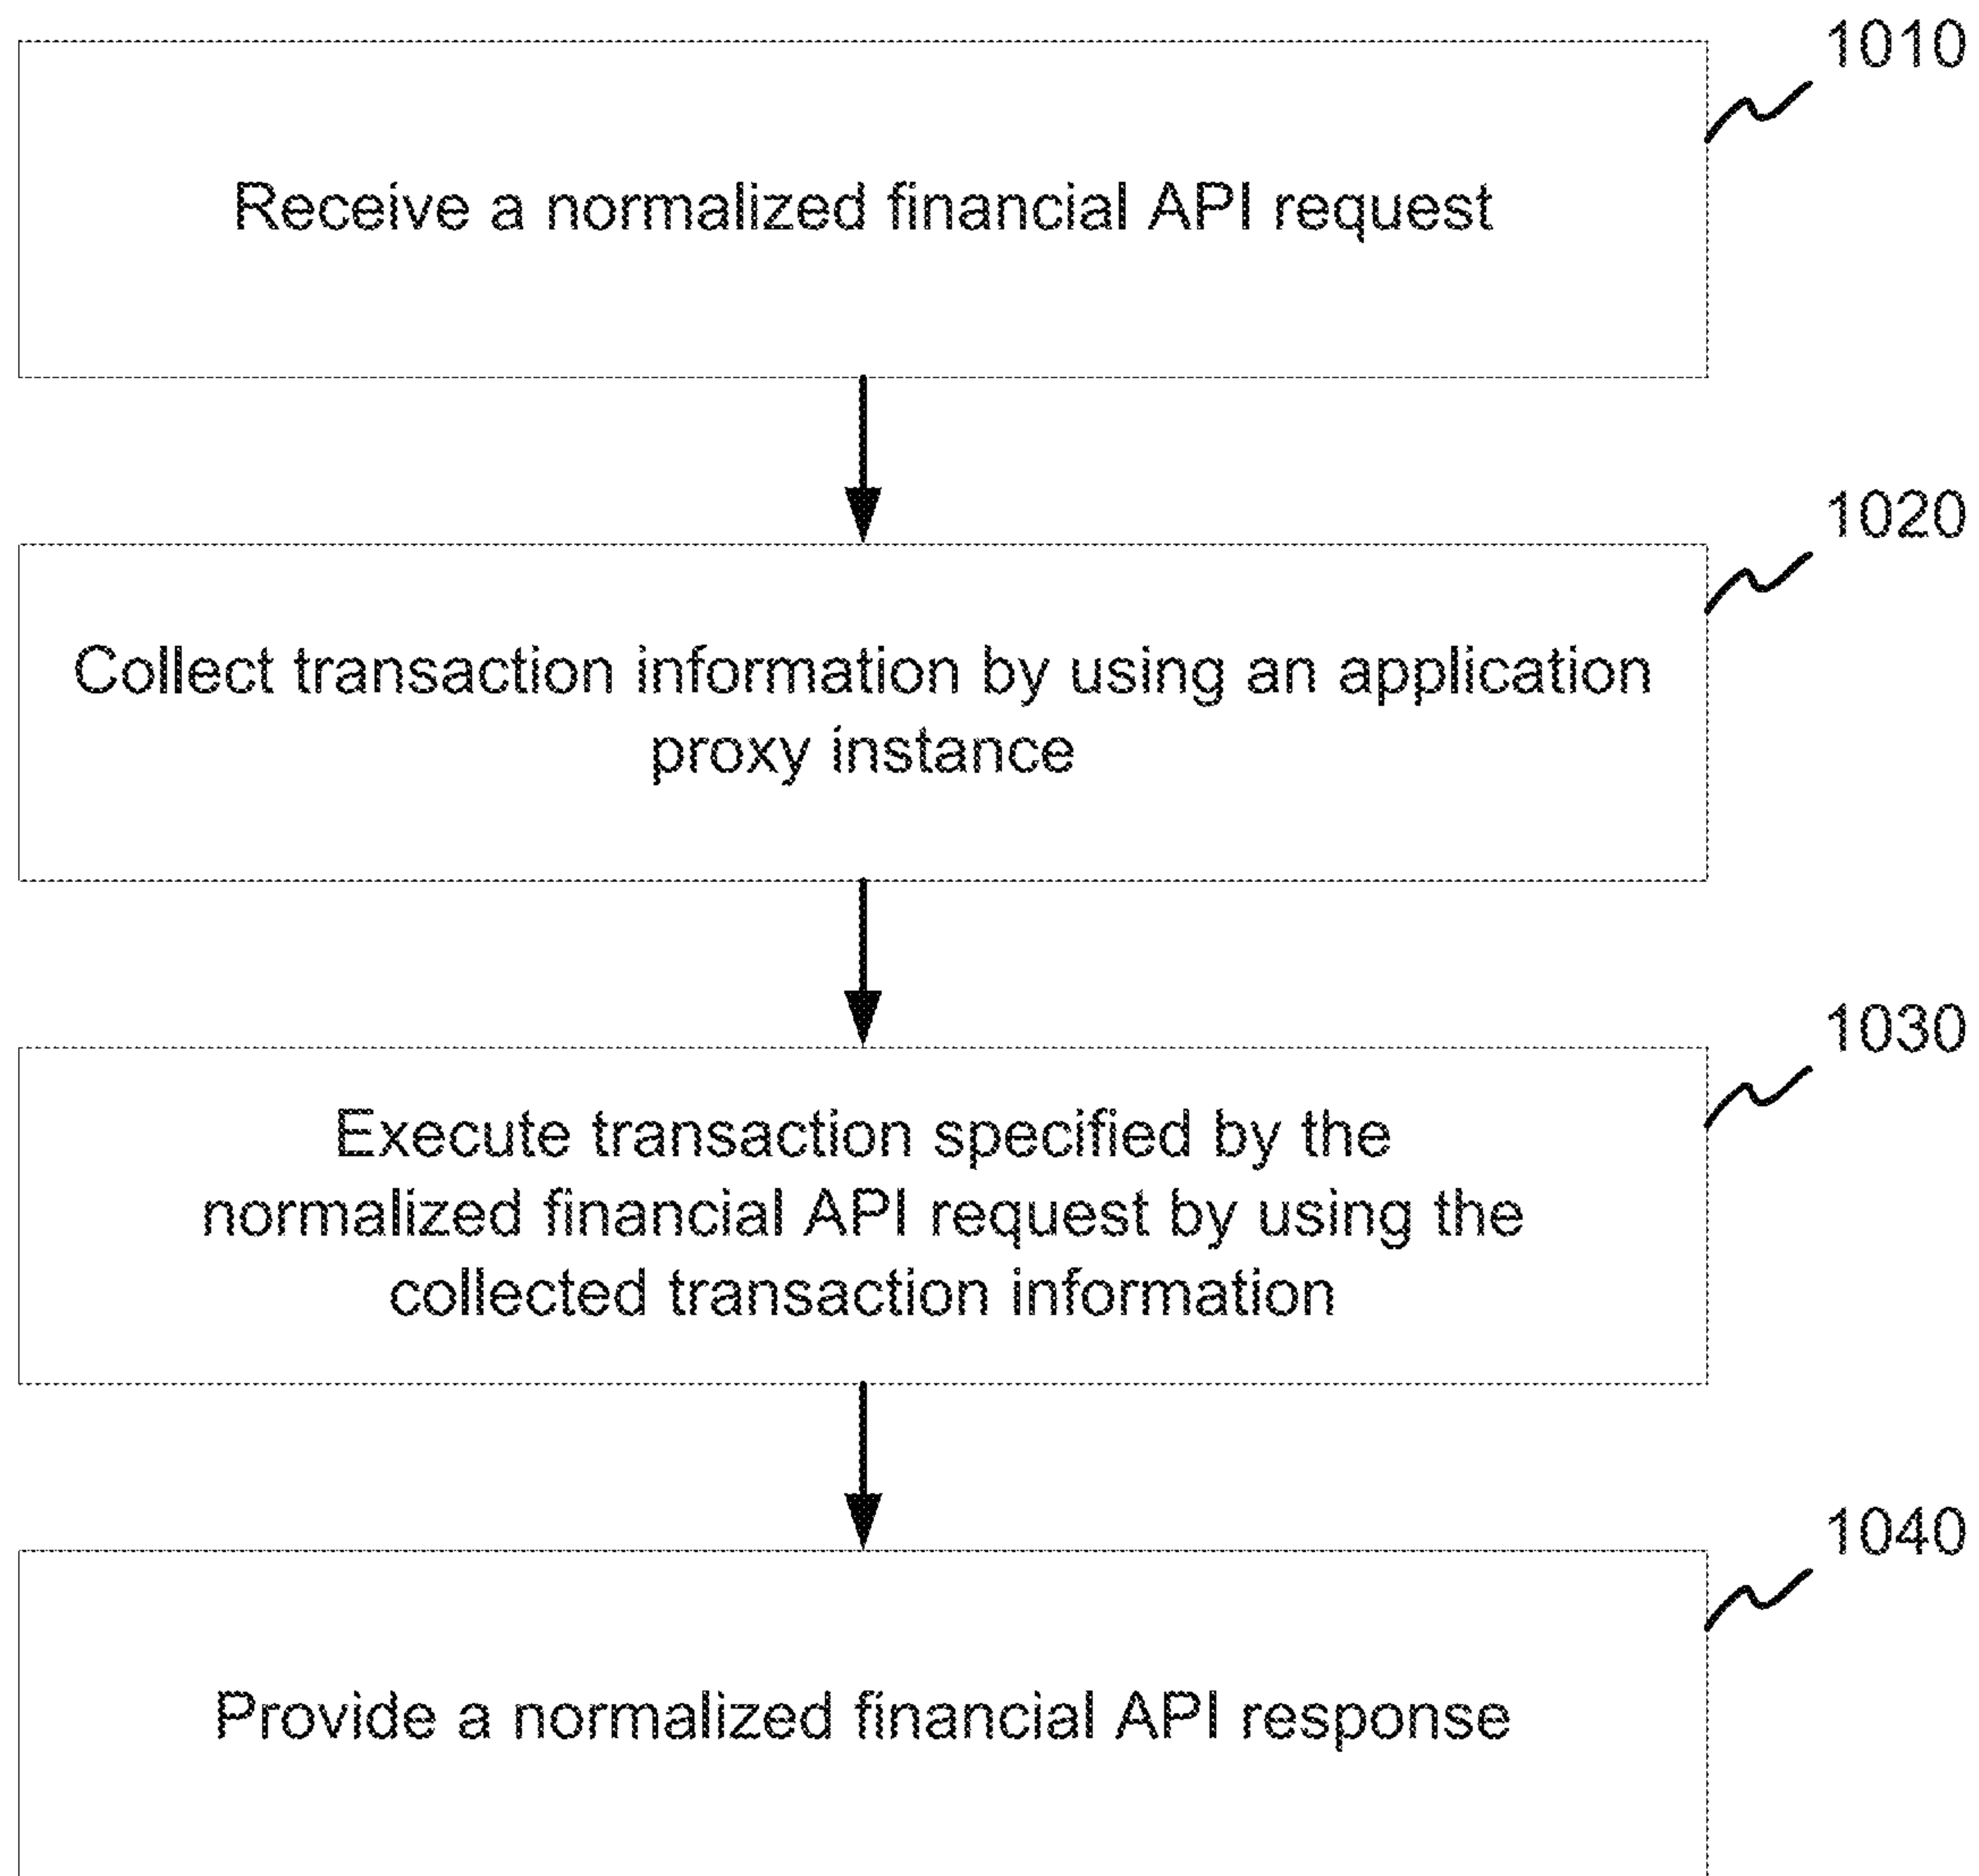 1010
Receive a normalized financial API request
1020
Collect transaction information by using an application
proxy instance
1030
Execute transaction specified by the
normalized financial API request by using the
collected transaction information
1040
Provide a normalized financial API response